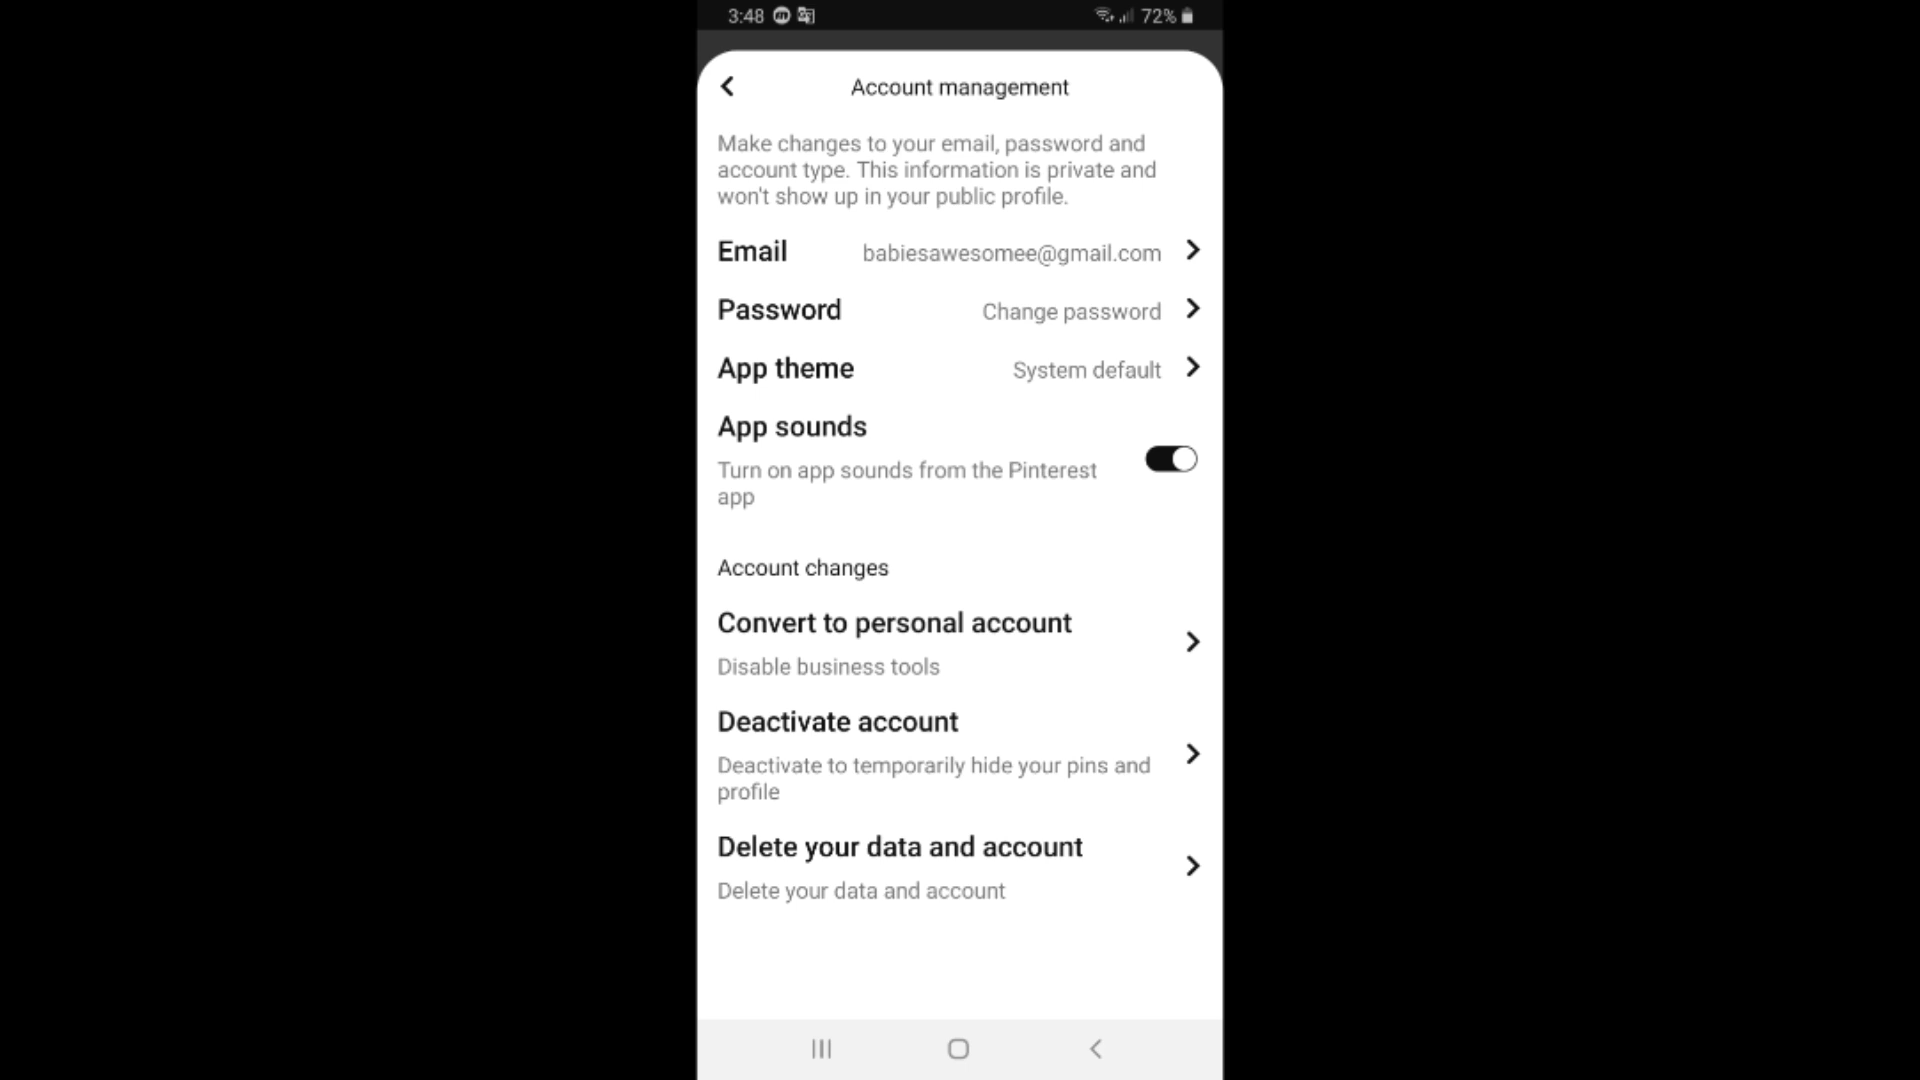 3:48
72%
Account management
Make changes to your email, password and
account type. This information is private and
won't show up in your public profile.
Email babiesawesomee@gmail.com
Password Change password
App theme System default
App sounds
Turn on app sounds from the Pinterest
app
Account changes
Convert to personal account
Disable business tools
Deactivate account
Deactivate to temporarily hide your pins and
profile
Delete your data and account
Delete your data and account